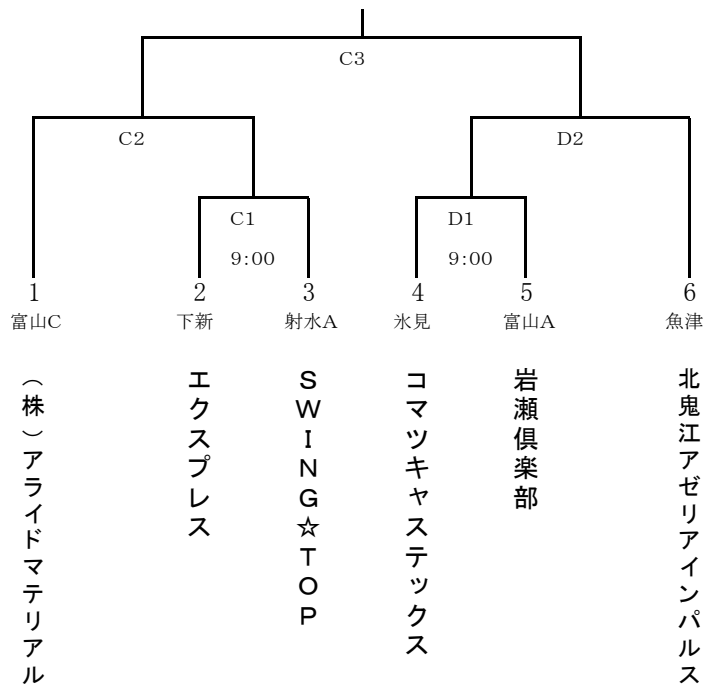 C3
C2
D2
C1
D1
9:00
9:00
1
2
3
4
5
6
富山C
下新
射水A
氷見
富山A
魚津
（株）アライドマテリアル
エクスプレス
SWING☆TOP
コマツキャステックス
岩瀬倶楽部
北鬼江アゼリアインパルス